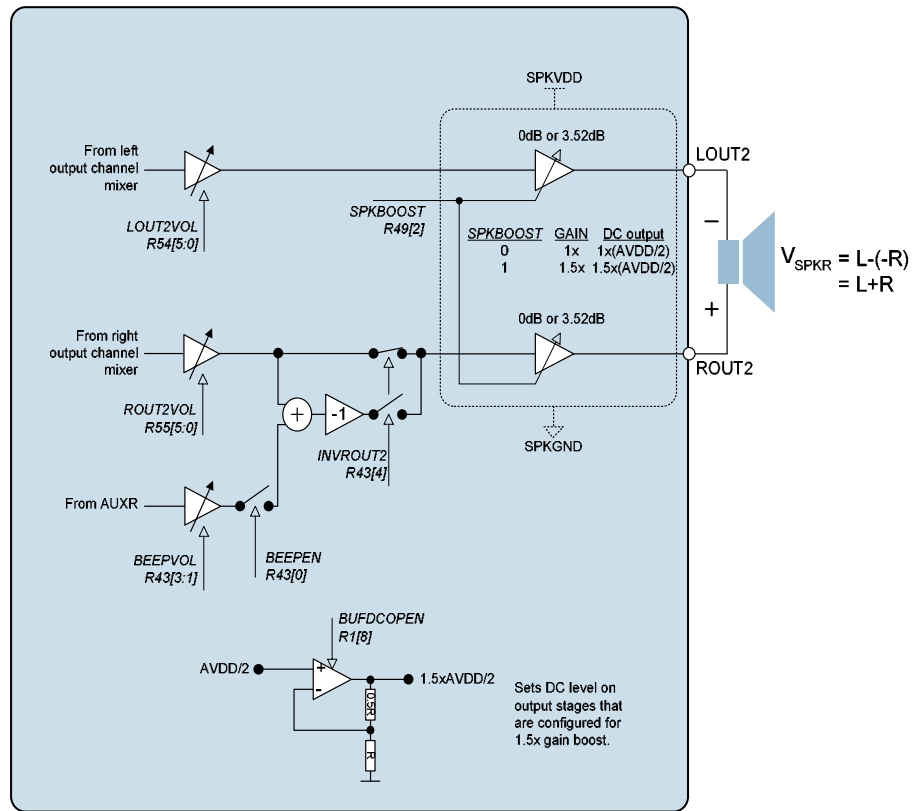 SPKVDD
0dB or 3.52dB
From left
output channel
mixer
LOUT2
LOUT2VOL
R54[5:0]
SPKBOOST
R49[2]
SPKBOOST GAIN DC output
0 1x 1x(AVDD/2)
1 1.5x 1.5x(AVDD/2)
–
+
VSPKR = L-(-R)
= L+R
0dB or 3.52dB
From right
output channel
mixer
ROUT2
ROUT2VOL
R55[5:0]
+
-1
INVROUT2
R43[4]
SPKGND
From AUXR
BEEPVOL
R43[3:1]
BEEPEN
R43[0]
BUFDCOPEN
R1[8]
AVDD/2
+
-
1.5xAVDD/2
0.5R
R
Sets DC level on
output stages that
are configured for
1.5x gain boost.